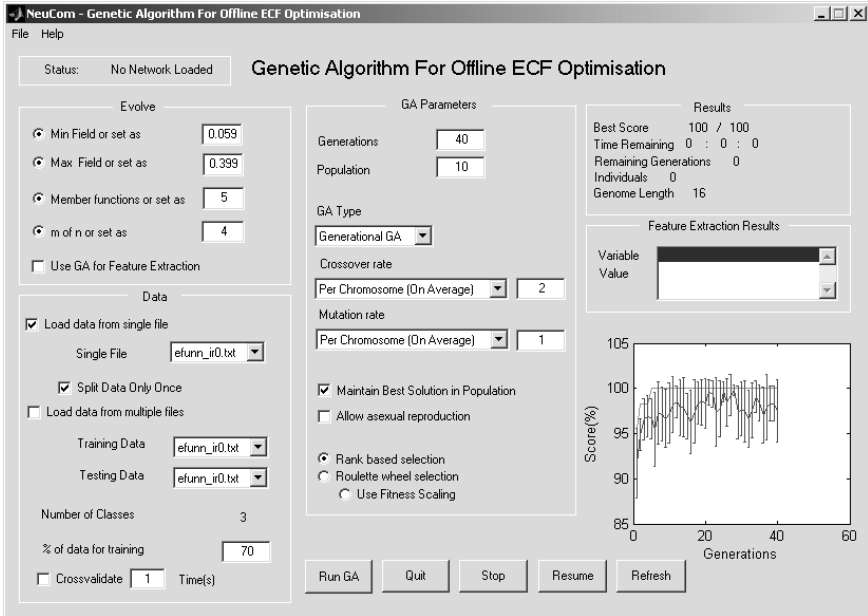 NeuCom - Genetic Algorithm For Offline ECF Optimisation
File Help
Status: No Network Loaded
Genetic Algorithm For Offline ECF Optimisation
Evolve
Min Field or set as 0.059
Max Field or set as 0.399
Member functions or set as 5
m of n or set as 4
Use GA for Feature Extraction
Data
Load data from single file
Single File efunn_ir0.txt
Split Data Only Once
Load data from multiple files
Training Data efunn_ir0.txt
Testing Data efunn_ir0.txt
Number of Classes 3
% of data for training 70
Crossvalidate 1 Time(s)
GA Parameters
Generations 40
Population 10
GA Type
Generational GA
Crossover rate
Per Chromosome (On Average) 2
Mutation rate
Per Chromosome (On Average) 1
Maintain Best Solution in Population
Allow asexual reproduction
Rank based selection
Roulette wheel selection
Use Fitness Scaling
Run GA Quit Stop Resume Refresh
Results
Best Score 100 / 100
Time Remaining 0 : 0 : 0
Remaining Generations 0
Individuals 0
Genome Length 16
Feature Extraction Results
Variable
Value
105
100
95
90
85
Score(%)
0 20 40 60
Generations